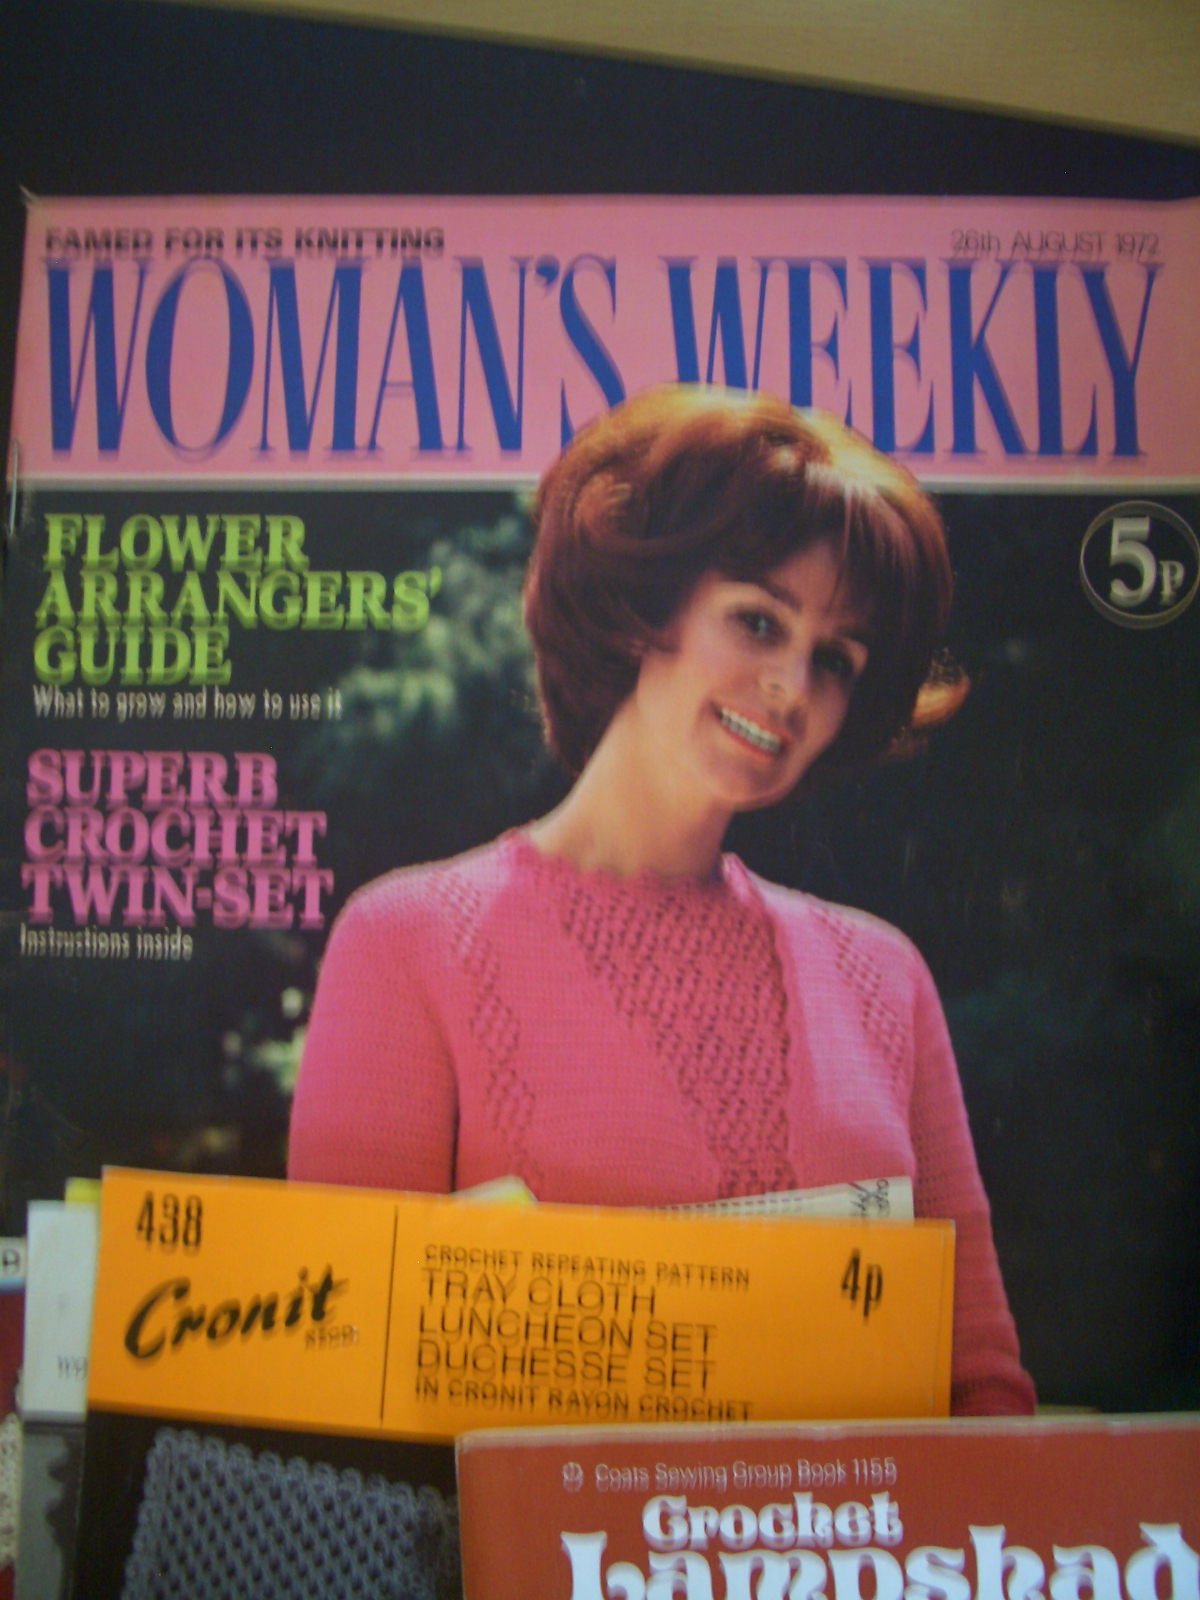 FAMED FOR ITS KNITTING
26th AUGUST 1972
WOMAN'S WEEKLY
5p
FLOWER
ARRANGERS'
GUIDE
What to grow and how to use it
SUPERB
CROCHET
TWIN-SET
Instructions inside
438
Cronit
REGD.
CROCHET REPEATING PATTERN
TRAY CLOTH
LUNCHEON SET
DUCHESSE SET
IN CRONIT RAYON CROCHET
4p
Coats Sewing Group Book 1155
Crochet
Lampshad